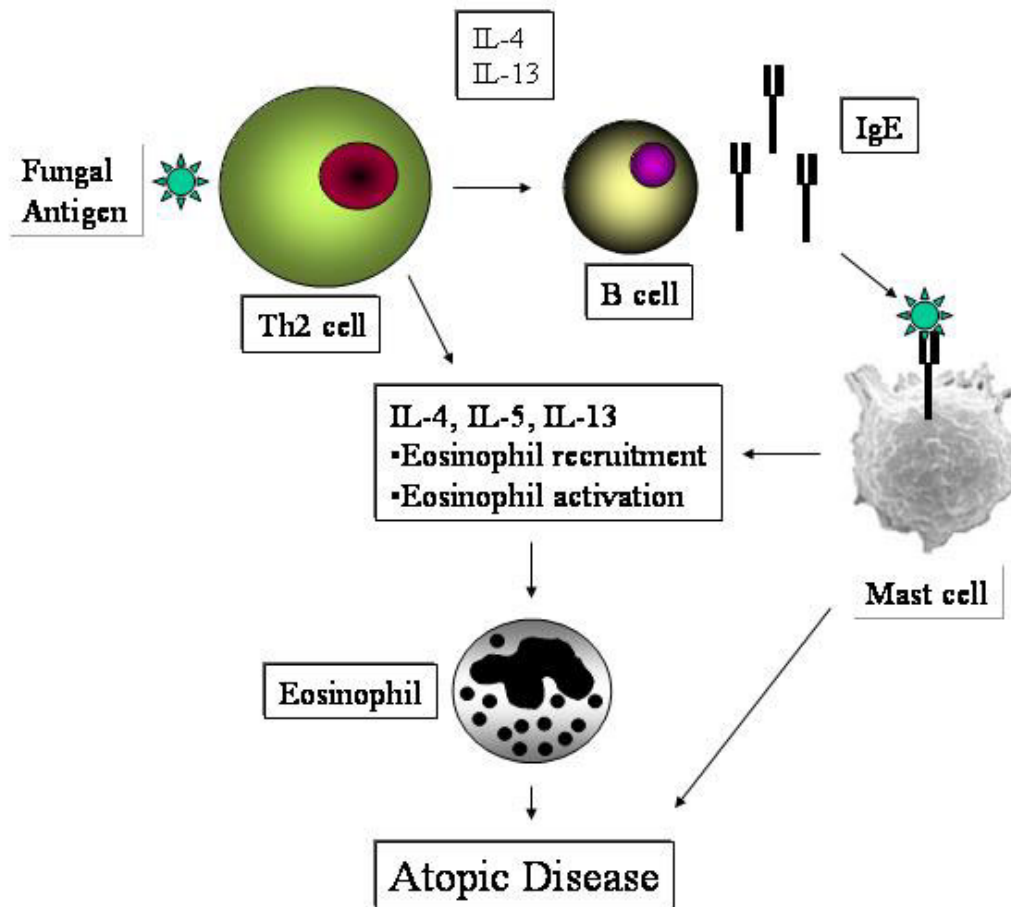 IL-4
IL-13
IgE
Fungal
Antigen
B cell
Th2 cell
IL-4, IL-5, IL-13
▪Eosinophil recruitment
▪Eosinophil activation
Mast cell
Eosinophil
Atopic Disease